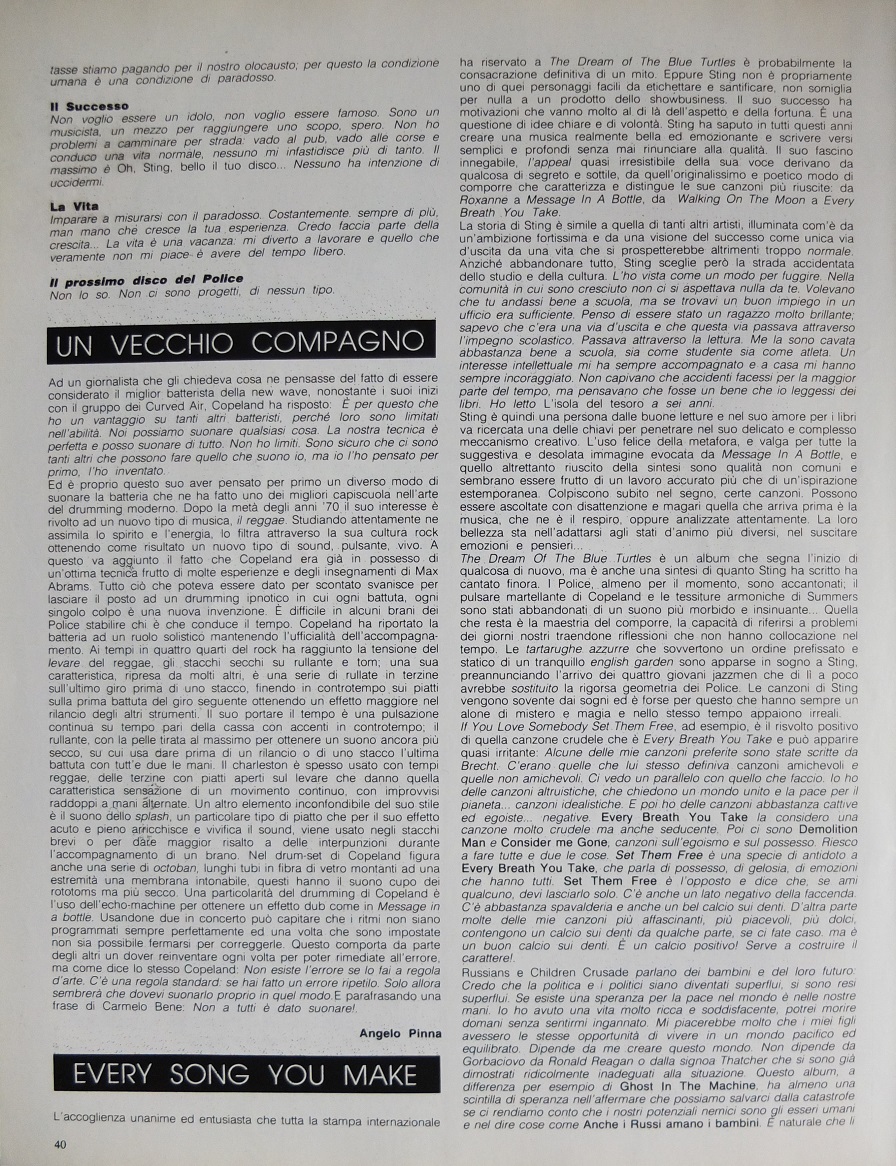 tasse stiamo pagando per il nostro olocausto; per questo la condizione
umana è una condizione di paradosso.
Il Successo
Non voglio essere un idolo, non voglio essere famoso. Sono un
musicista, un mezzo per raggiungere uno scopo, spero. Non ho
problemi a camminare per strada: vado al pub, vado alle corse e
conduco una vita normale, nessuno mi infastidisce più di tanto. Il
massimo è Oh, Sting, bello il tuo disco... Nessuno ha intenzione di
uccidermi.
La Vita
Imparare a misurarsi con il paradosso. Costantemente, sempre di più,
man mano che cresce la tua esperienza. Credo faccia parte della
crescita... La vita è una vacanza: mi diverto a lavorare e quello che
veramente non mi piace è avere del tempo libero.
Il prossimo disco dei Police
Non lo so. Non ci sono progetti, di nessun tipo.
UN VECCHIO COMPAGNO
Ad un giornalista che gli chiedeva cosa ne pensasse del fatto di essere
considerato il miglior batterista della new wave, nonostante i suoi inizi
con il gruppo dei Curved Air, Copeland ha risposto: È per questo che
ho un vantaggio su tanti altri batteristi, perché loro sono limitati
nell'abilità. Noi possiamo suonare qualsiasi cosa. La nostra tecnica è
perfetta e posso suonare di tutto. Non ho limiti. Sono sicuro che ci sono
tanti altri che possono fare quello che suono io, ma io l'ho pensato per
primo, l'ho inventato.
Ed è proprio questo suo aver pensato per primo un diverso modo di
suonare la batteria che ne ha fatto uno dei migliori capiscuola nell'arte
del drumming moderno. Dopo la metà degli anni '70 il suo interesse è
rivolto ad un nuovo tipo di musica, il reggae. Studiando attentamente ne
assimila lo spirito e l'energia, lo filtra attraverso la sua cultura rock
ottenendo come risultato un nuovo tipo di sound, pulsante, vivo. A
questo va aggiunto il fatto che Copeland era già in possesso di
un'ottima tecnica frutto di molte esperienze e degli insegnamenti di Max
Abrams. Tutto ciò che poteva essere dato per scontato svanisce per
lasciare il posto ad un drumming ipnotico in cui ogni battuta, ogni
singolo colpo è una nuova invenzione. È difficile in alcuni brani dei
Police stabilire chi è che conduce il tempo. Copeland ha riportato la
batteria ad un ruolo solistico mantenendo l'ufficialità dell'accompagna-
mento. Ai tempi in quattro quarti del rock ha raggiunto la tensione del
levare del reggae, gli stacchi secchi su rullante e tom; una sua
caratteristica, ripresa da molti altri, è una serie di rullate in terzine
sull'ultimo giro prima di uno stacco, finendo in controtempo sui piatti
sulla prima battuta del giro seguente ottenendo un effetto maggiore nel
rilancio degli altri strumenti. Il suo portare il tempo è una pulsazione
continua su tempo pari della cassa con accenti in controtempo; il
rullante, con la pelle tirata al massimo per ottenere un suono ancora più
secco, su cui usa dare prima di un rilancio o di uno stacco l'ultima
battuta con tutt'e due le mani. Il charleston è spesso usato con tempi
reggae, delle terzine con piatti aperti sul levare che danno quella
caratteristica sensazione di un movimento continuo, con improvvisi
raddoppi a mani alternate. Un altro elemento inconfondibile del suo stile
è il suono dello splash, un particolare tipo di piatto che per il suo effetto
acuto e pieno arricchisce e vivifica il sound, viene usato negli stacchi
brevi o per dare maggior risalto a delle interpunzioni durante
l'accompagnamento di un brano. Nel drum-set di Copeland figura
anche una serie di octoban, lunghi tubi in fibra di vetro montanti ad una
estremità una membrana intonabile, questi hanno il suono cupo dei
rototoms ma più secco. Una particolarità del drumming di Copeland è
l'uso dell'echo-machine per ottenere un effetto dub come in Message in
a bottle. Usandone due in concerto può capitare che i ritmi non siano
programmati sempre perfettamente ed una volta che sono impostate
non sia possibile fermarsi per correggerle. Questo comporta da parte
degli altri un dover reinventare ogni volta per poter rimediate all'errore,
ma come dice lo stesso Copeland: Non esiste l'errore se lo fai a regola
d'arte. C'è una regola standard: se hai fatto un errore ripetilo. Solo allora
sembrerà che dovevi suonarlo proprio in quel modo. E parafrasando una
frase di Carmelo Bene: Non a tutti è dato suonare!.
Angelo Pinna
EVERY SONG YOU MAKE
L'accoglienza unanime ed entusiasta che tutta la stampa internazionale
40
ha riservato a The Dream of The Blue Turtles è probabilmente la
consacrazione definitiva di un mito. Eppure Sting non è propriamente
uno di quei personaggi facili da etichettare e santificare, non somiglia
per nulla a un prodotto dello showbusiness. Il suo successo ha
motivazioni che vanno molto al di là dell'aspetto e della fortuna. È una
questione di idee chiare e di volontà. Sting ha saputo in tutti questi anni
creare una musica realmente bella ed emozionante e scrivere versi
semplici e profondi senza mai rinunciare alla qualità. Il suo fascino
innegabile, l'appeal quasi irresistibile della sua voce derivano da
qualcosa di segreto e sottile, da quell'originalissimo e poetico modo di
comporre che caratterizza e distingue le sue canzoni più riuscite: da
Roxanne a Message In A Bottle, da Walking On The Moon a Every
Breath You Take.
La storia di Sting è simile a quella di tanti altri artisti, illuminata com'è da
un'ambizione fortissima e da una visione del successo come unica via
d'uscita da una vita che si prospetterebbe altrimenti troppo normale.
Anziché abbandonare tutto, Sting sceglie però la strada accidentata
dello studio e della cultura. L'ho vista come un modo per fuggire. Nella
comunità in cui sono cresciuto non ci si aspettava nulla da te. Volevano
che tu andassi bene a scuola, ma se trovavi un buon impiego in un
ufficio era sufficiente. Penso di essere stato un ragazzo molto brillante;
sapevo che c'era una via d'uscita e che questa via passava attraverso
l'impegno scolastico. Passava attraverso la lettura. Me la sono cavata
abbastanza bene a scuola, sia come studente sia come atleta. Un
interesse intellettuale mi ha sempre accompagnato e a casa mi hanno
sempre incoraggiato. Non capivano che accidenti facessi per la maggior
parte del tempo, ma pensavano che fosse un bene che io leggessi dei
libri. Ho letto L'isola del tesoro a sei anni.
Sting è quindi una persona dalle buone letture e nel suo amore per i libri
va ricercata una delle chiavi per penetrare nel suo delicato e complesso
meccanismo creativo. L'uso felice della metafora, e valga per tutte la
suggestiva e desolata immagine evocata da Message In A Bottle, e
quello altrettanto riuscito della sintesi sono qualità non comuni e
sembrano essere frutto di un lavoro accurato più che di un'ispirazione
estemporanea. Colpiscono subito nel segno, certe canzoni. Possono
essere ascoltate con disattenzione e magari quella che arriva prima è la
musica, che ne è il respiro, oppure analizzate attentamente. La loro
bellezza sta nell'adattarsi agli stati d'animo più diversi, nel suscitare
emozioni e pensieri...
The Dream Of The Blue Turtles è un album che segna l'inizio di
qualcosa di nuovo, ma è anche una sintesi di quanto Sting ha scritto ha
cantato finora. I Police, almeno per il momento, sono accantonati; il
pulsare martellante di Copeland e le tessiture armoniche di Summers
sono stati abbandonati di un suono più morbido e insinuante... Quella
che resta è la maestria del comporre, la capacità di riferirsi a problemi
dei giorni nostri traendone riflessioni che non hanno collocazione nel
tempo. Le tartarughe azzurre che sovvertono un ordine prefissato e
statico di un tranquillo english garden sono apparse in sogno a Sting,
preannunciando l'arrivo dei quattro giovani jazzmen che di lì a poco
avrebbe sostituito la rigorsa geometria dei Police. Le canzoni di Sting
vengono sovente dai sogni ed è forse per questo che hanno sempre un
alone di mistero e magia e nello stesso tempo appaiono irreali.
If You Love Somebody Set Them Free, ad esempio, è il risvolto positivo
di quella canzone crudele che è Every Breath You Take e può apparire
quasi irritante: Alcune delle mie canzoni preferite sono state scritte da
Brecht. C'erano quelle che lui stesso definiva canzoni amichevoli e
quelle non amichevoli. Ci vedo un parallelo con quello che faccio. Io ho
delle canzoni altruistiche, che chiedono un mondo unito e la pace per il
pianeta... canzoni idealistiche. E poi ho delle canzoni abbastanza cattive
ed egoiste... negative. Every Breath You Take la considero una
canzone molto crudele ma anche seducente. Poi ci sono Demolition
Man e Consider me Gone, canzoni sull'egoismo e sul possesso. Riesco
a fare tutte e due le cose. Set Them Free è una specie di antidoto a
Every Breath You Take, che parla di possesso, di gelosia, di emozioni
che hanno tutti. Set Them Free è l'opposto e dice che, se ami
qualcuno, devi lasciarlo solo. C'è anche un lato negativo della faccenda.
C'è abbastanza spavalderia e anche un bel calcio sui denti. D'altra parte
molte delle mie canzoni più affascinanti, più piacevoli, più dolci,
contengono un calcio sui denti da qualche parte, se ci fate caso. ma è
un buon calcio sui denti. È un calcio positivo! Serve a costruire il
carattere!.
Russians e Children Crusade parlano dei bambini e del loro futuro:
Credo che la politica e i politici siano diventati superflui, si sono resi
superflui. Se esiste una speranza per la pace nel mondo è nelle nostre
mani. Io ho avuto una vita molto ricca e soddisfacente, potrei morire
domani senza sentirmi ingannato. Mi piacerebbe molto che i miei figli
avessero le stesse opportunità di vivere in un mondo pacifico ed
equilibrato. Dipende da me creare questo mondo. Non dipende da
Gorbaciovo da Ronald Reagan o dalla signoa Thatcher che si sono già
dimostrati ridicolmente inadeguati alla situazione. Questo album, a
differenza per esempio di Ghost In The Machine, ha almeno una
scintilla di speranza nell'affermare che possiamo salvarci dalla catastrofe
se ci rendiamo conto che i nostri potenziali nemici sono gli esseri umani
e nel dire cose come Anche i Russi amano i bambini. È naturale che li